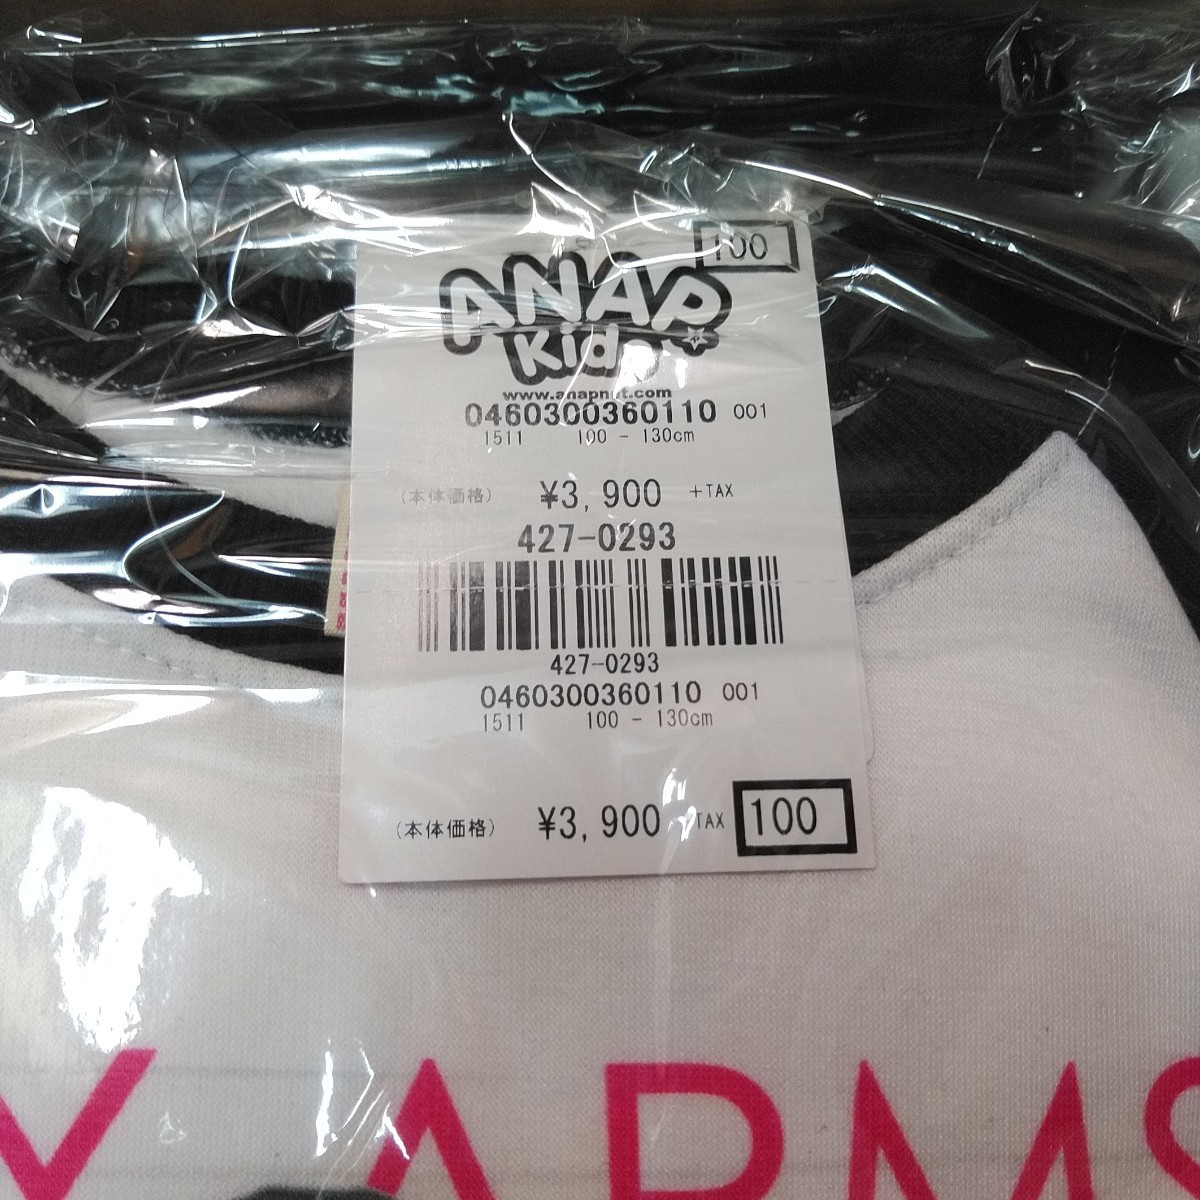 100
ANAP
Kids
www.anapnet.com
0460300360110 001
1511 100 - 130cm
(本体価格) ¥3,900 +TAX
427-0293
427-0293
0460300360110 001
1511 100 - 130cm
(本体価格) ¥3,900 +TAX 100
Y ARMS